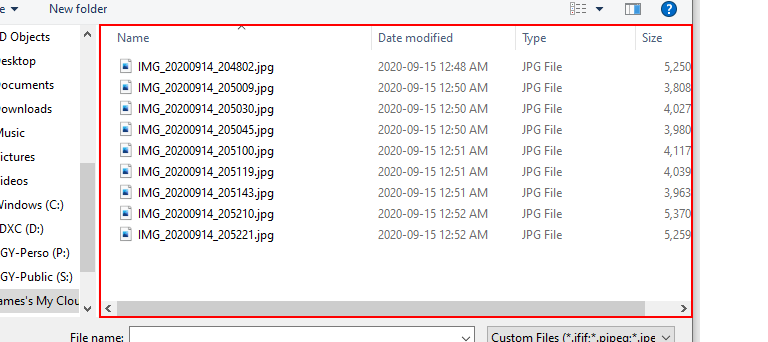 e New folder
Name Date modified Type Size
D Objects
esktop
IMG_20200914_204802.jpg 2020-09-15 12:48 AM JPG File 5,250
ocuments
IMG_20200914_205009.jpg 2020-09-15 12:50 AM JPG File 3,808
ownloads
IMG_20200914_205030.jpg 2020-09-15 12:50 AM JPG File 4,027
Music
IMG_20200914_205045.jpg 2020-09-15 12:50 AM JPG File 3,980
ictures
IMG_20200914_205100.jpg 2020-09-15 12:51 AM JPG File 4,117
ideos
IMG_20200914_205119.jpg 2020-09-15 12:51 AM JPG File 4,039
indows (C:)
IMG_20200914_205143.jpg 2020-09-15 12:51 AM JPG File 3,963
DXC (D:)
IMG_20200914_205210.jpg 2020-09-15 12:52 AM JPG File 5,370
GY-Perso (P:)
IMG_20200914_205221.jpg 2020-09-15 12:52 AM JPG File 5,259
GY-Public (S:)
ames's My Clou
File name: Custom Files (*.jfif;*.pjpeg;*.jpe